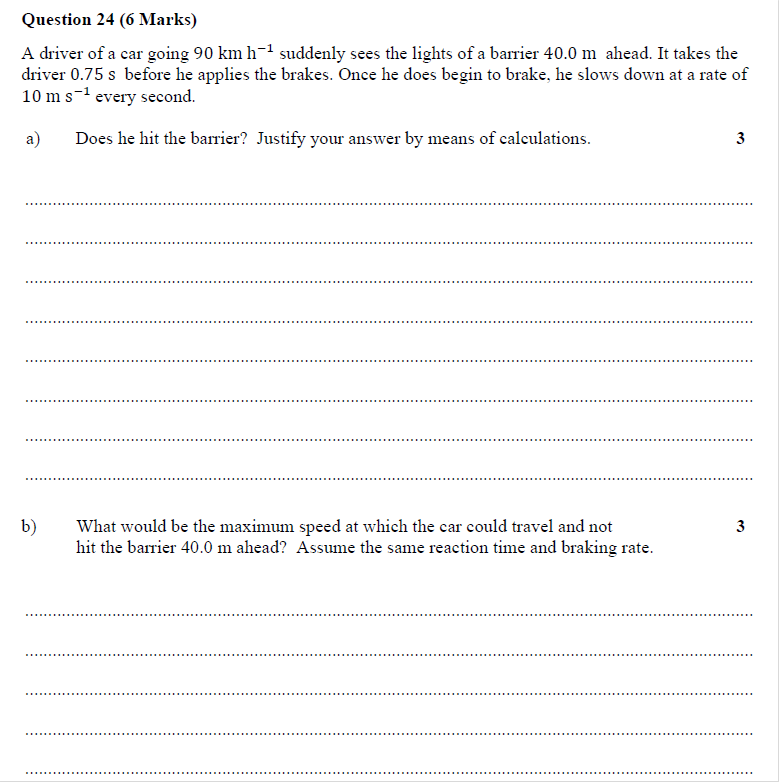 Question 24 (6 Marks)
A driver of a car going 90 km h⁻¹ suddenly sees the lights of a barrier 40.0 m ahead. It takes the
driver 0.75 s before he applies the brakes. Once he does begin to brake, he slows down at a rate of
10 m s⁻¹ every second.
a) Does he hit the barrier? Justify your answer by means of calculations. 3
b) What would be the maximum speed at which the car could travel and not 3
hit the barrier 40.0 m ahead? Assume the same reaction time and braking rate.